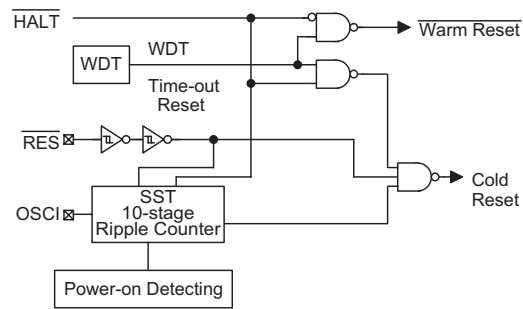 HALT
Warm Reset
WDT
WDT
Time-out
Reset
RES
Cold
Reset
OSCI
SST
10-stage
Ripple Counter
Power-on Detecting